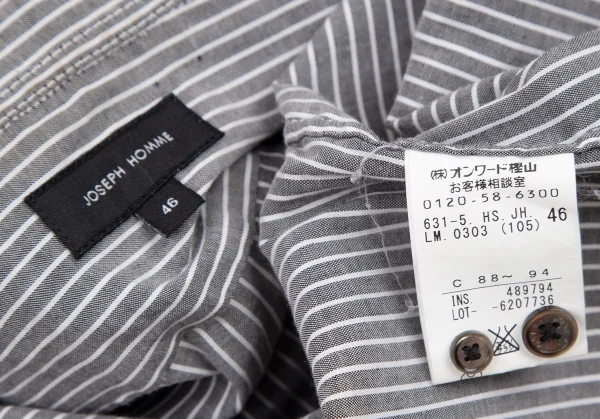 JOSEPH HOMME
46
(株)オンワード樫山
お客様相談室
0120-58-6300
631-5. HS. JH. 46
LM. 0303 (105)
C 88~ 94
INS. 489794
LOT- -6207736